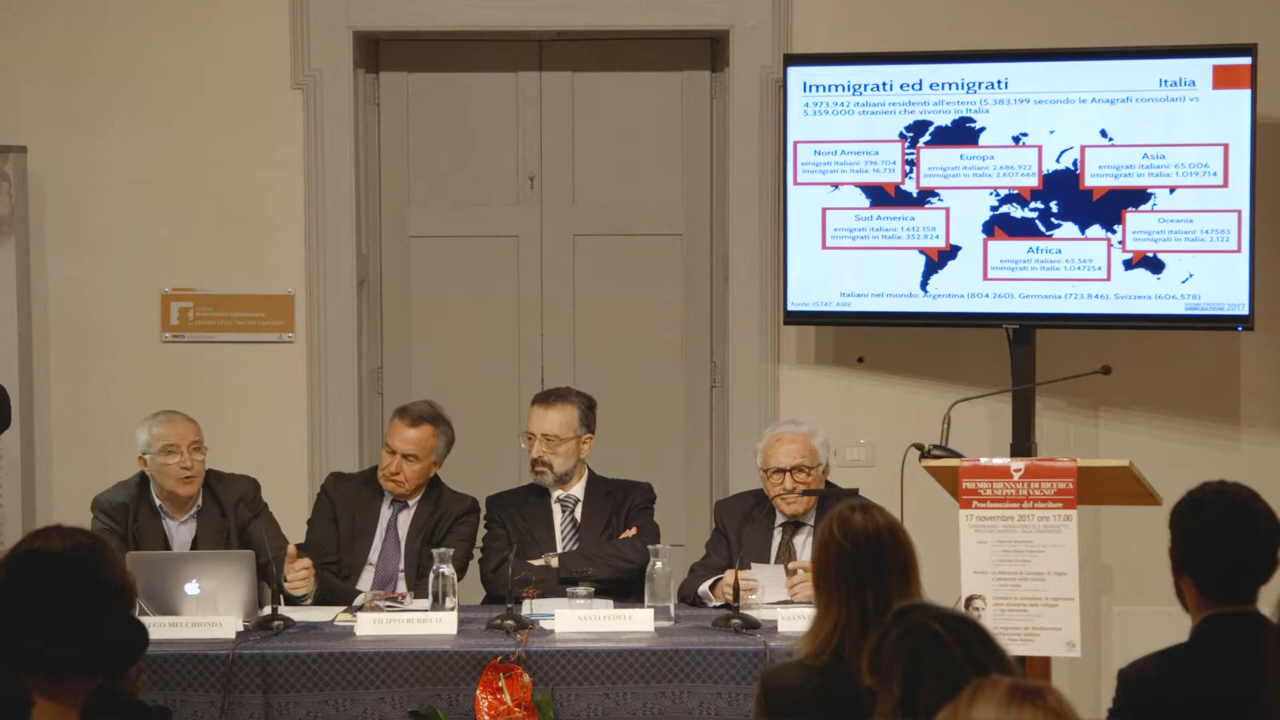 Immigrati ed emigrati
Italia
4.973.942 italiani residenti all'estero (5.383.199 secondo le Anagrafi consolari) vs
5.359.000 stranieri che vivono in Italia
Nord America
emigrati italiani: 396.704
immigrati in Italia: 16.731
Europa
emigrati italiani: 2.686.922
immigrati in Italia: 2.607.668
Asia
emigrati italiani: 65.006
immigrati in Italia: 1.019.714
Sud America
emigrati italiani: 1.612.158
immigrati in Italia: 352.824
Africa
emigrati italiani: 65.569
immigrati in Italia: 1.047254
Oceania
emigrati italiani: 147583
immigrati in Italia: 2.122
Italiani nel mondo: Argentina (804.260), Germania (723.846), Svizzera (606.578)
fonte: ISTAT, AIRE
2017
UGO MELCHIONDA
FILIPPO BUBBICO
SANTI FEDELE
PREMIO BIENNALE DI RICERCA
"GIUSEPPE DI VAGNO"
Proclamazione del vincitore
17 novembre 2017 ore 17.00